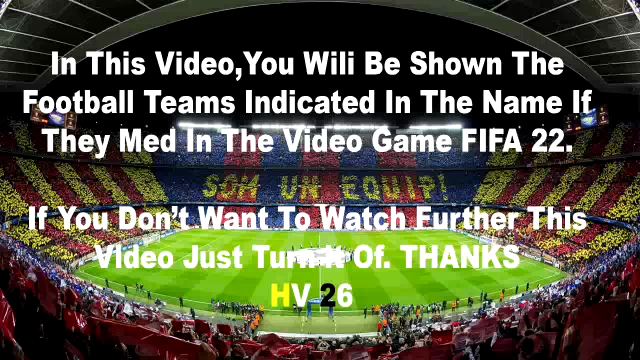 In This Video,You Wili Be Shown The
Football Teams Indicated In The Name If
They Med In The Video Game FIFA 22.
SOM UN EQUIP!
If You Don't Want To Watch Further This
Video Just Turn It Of. THANKS
HV 26